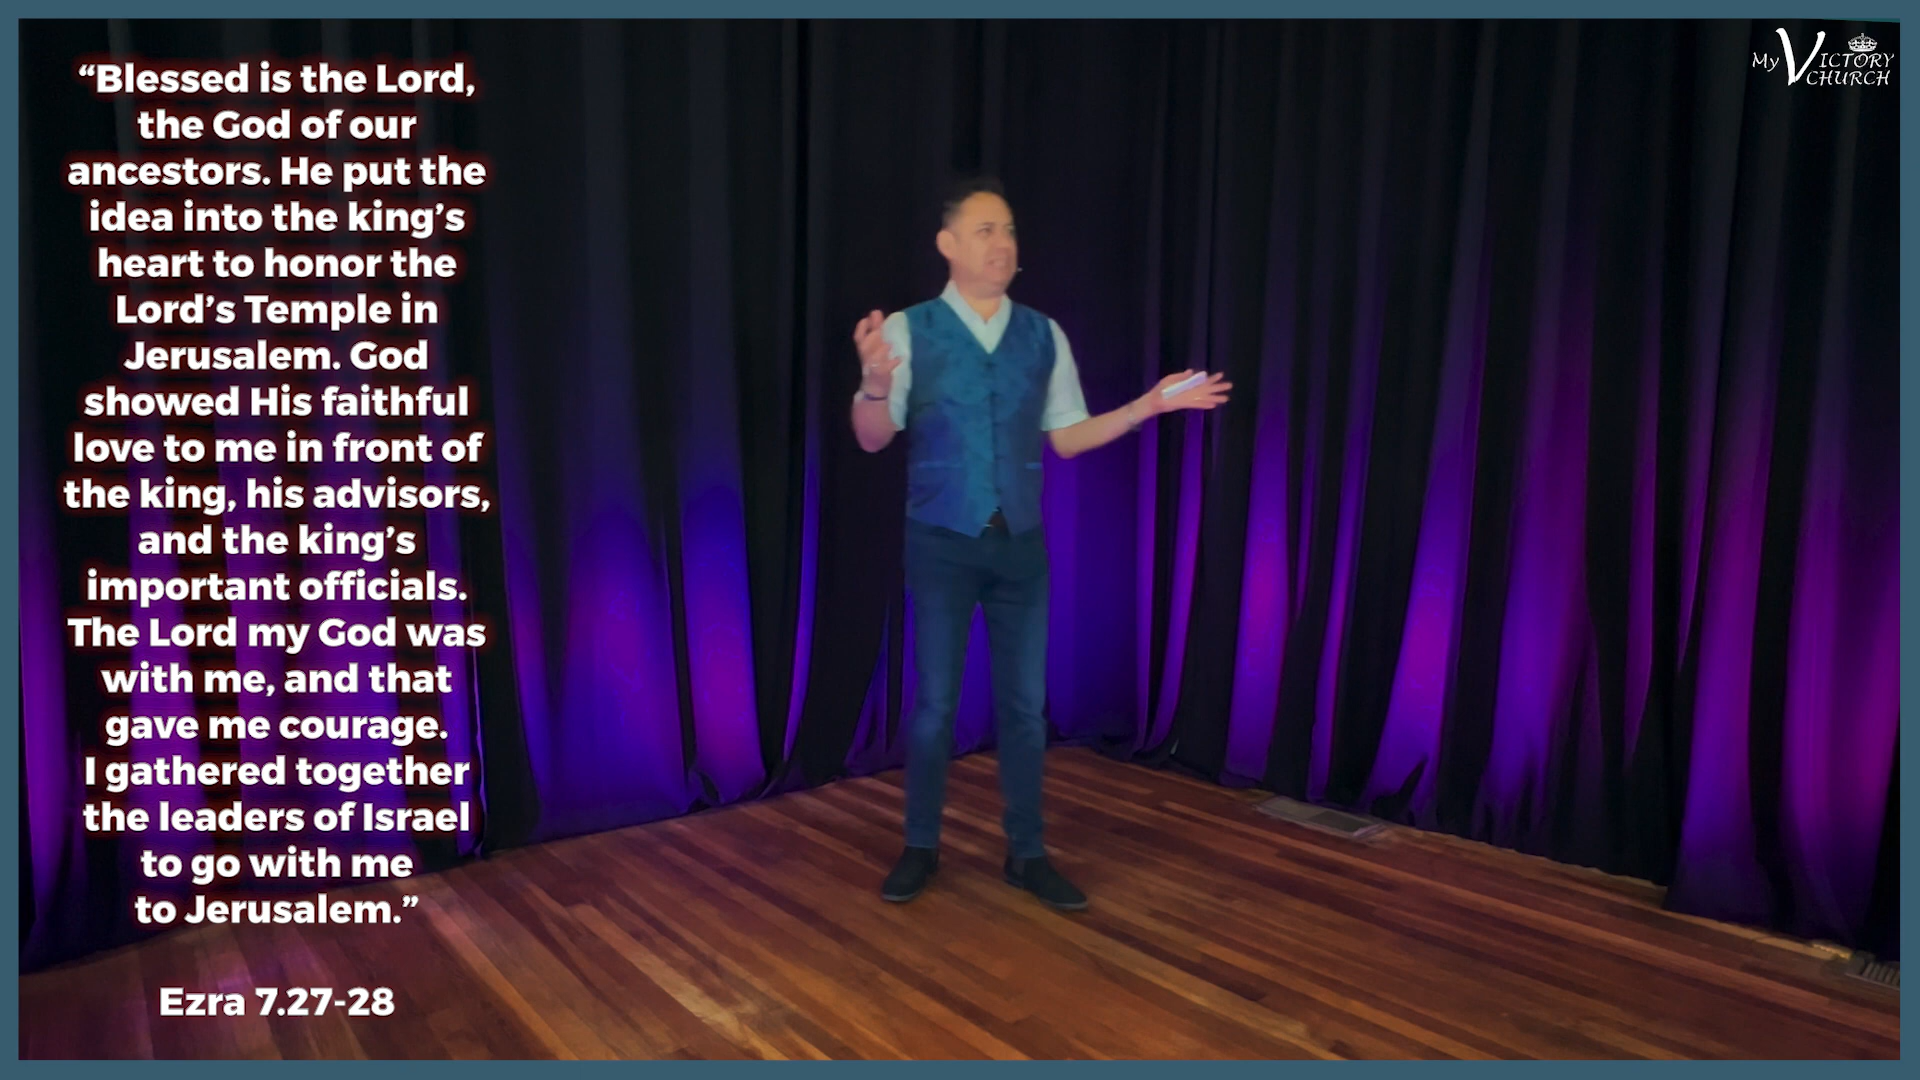 “Blessed is the Lord,
the God of our
ancestors. He put the
idea into the king’s
heart to honor the
Lord’s Temple in
Jerusalem. God
showed His faithful
love to me in front of
the king, his advisors,
and the king’s
important officials.
The Lord my God was
with me, and that
gave me courage.
I gathered together
the leaders of Israel
to go with me
to Jerusalem.”
Ezra 7.27-28
My VICTORY
CHURCH